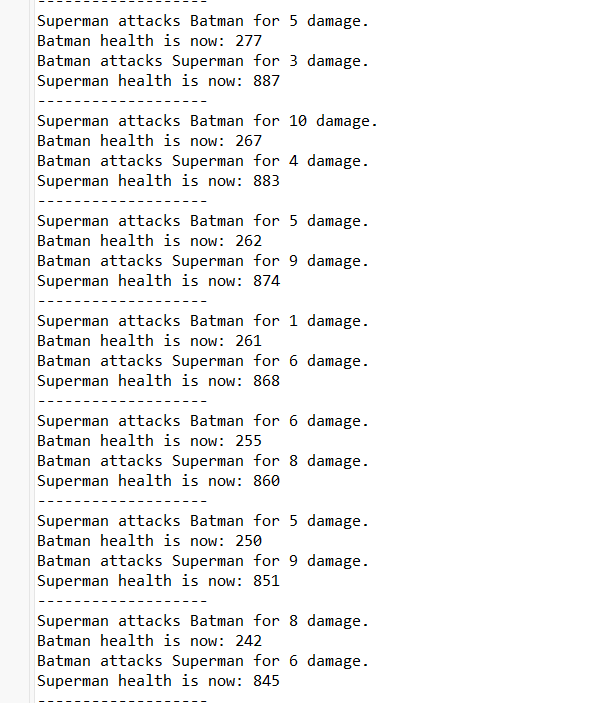 -------------------
Superman attacks Batman for 5 damage.
Batman health is now: 277
Batman attacks Superman for 3 damage.
Superman health is now: 887
-------------------
Superman attacks Batman for 10 damage.
Batman health is now: 267
Batman attacks Superman for 4 damage.
Superman health is now: 883
-------------------
Superman attacks Batman for 5 damage.
Batman health is now: 262
Batman attacks Superman for 9 damage.
Superman health is now: 874
-------------------
Superman attacks Batman for 1 damage.
Batman health is now: 261
Batman attacks Superman for 6 damage.
Superman health is now: 868
-------------------
Superman attacks Batman for 6 damage.
Batman health is now: 255
Batman attacks Superman for 8 damage.
Superman health is now: 860
-------------------
Superman attacks Batman for 5 damage.
Batman health is now: 250
Batman attacks Superman for 9 damage.
Superman health is now: 851
-------------------
Superman attacks Batman for 8 damage.
Batman health is now: 242
Batman attacks Superman for 6 damage.
Superman health is now: 845
-------------------